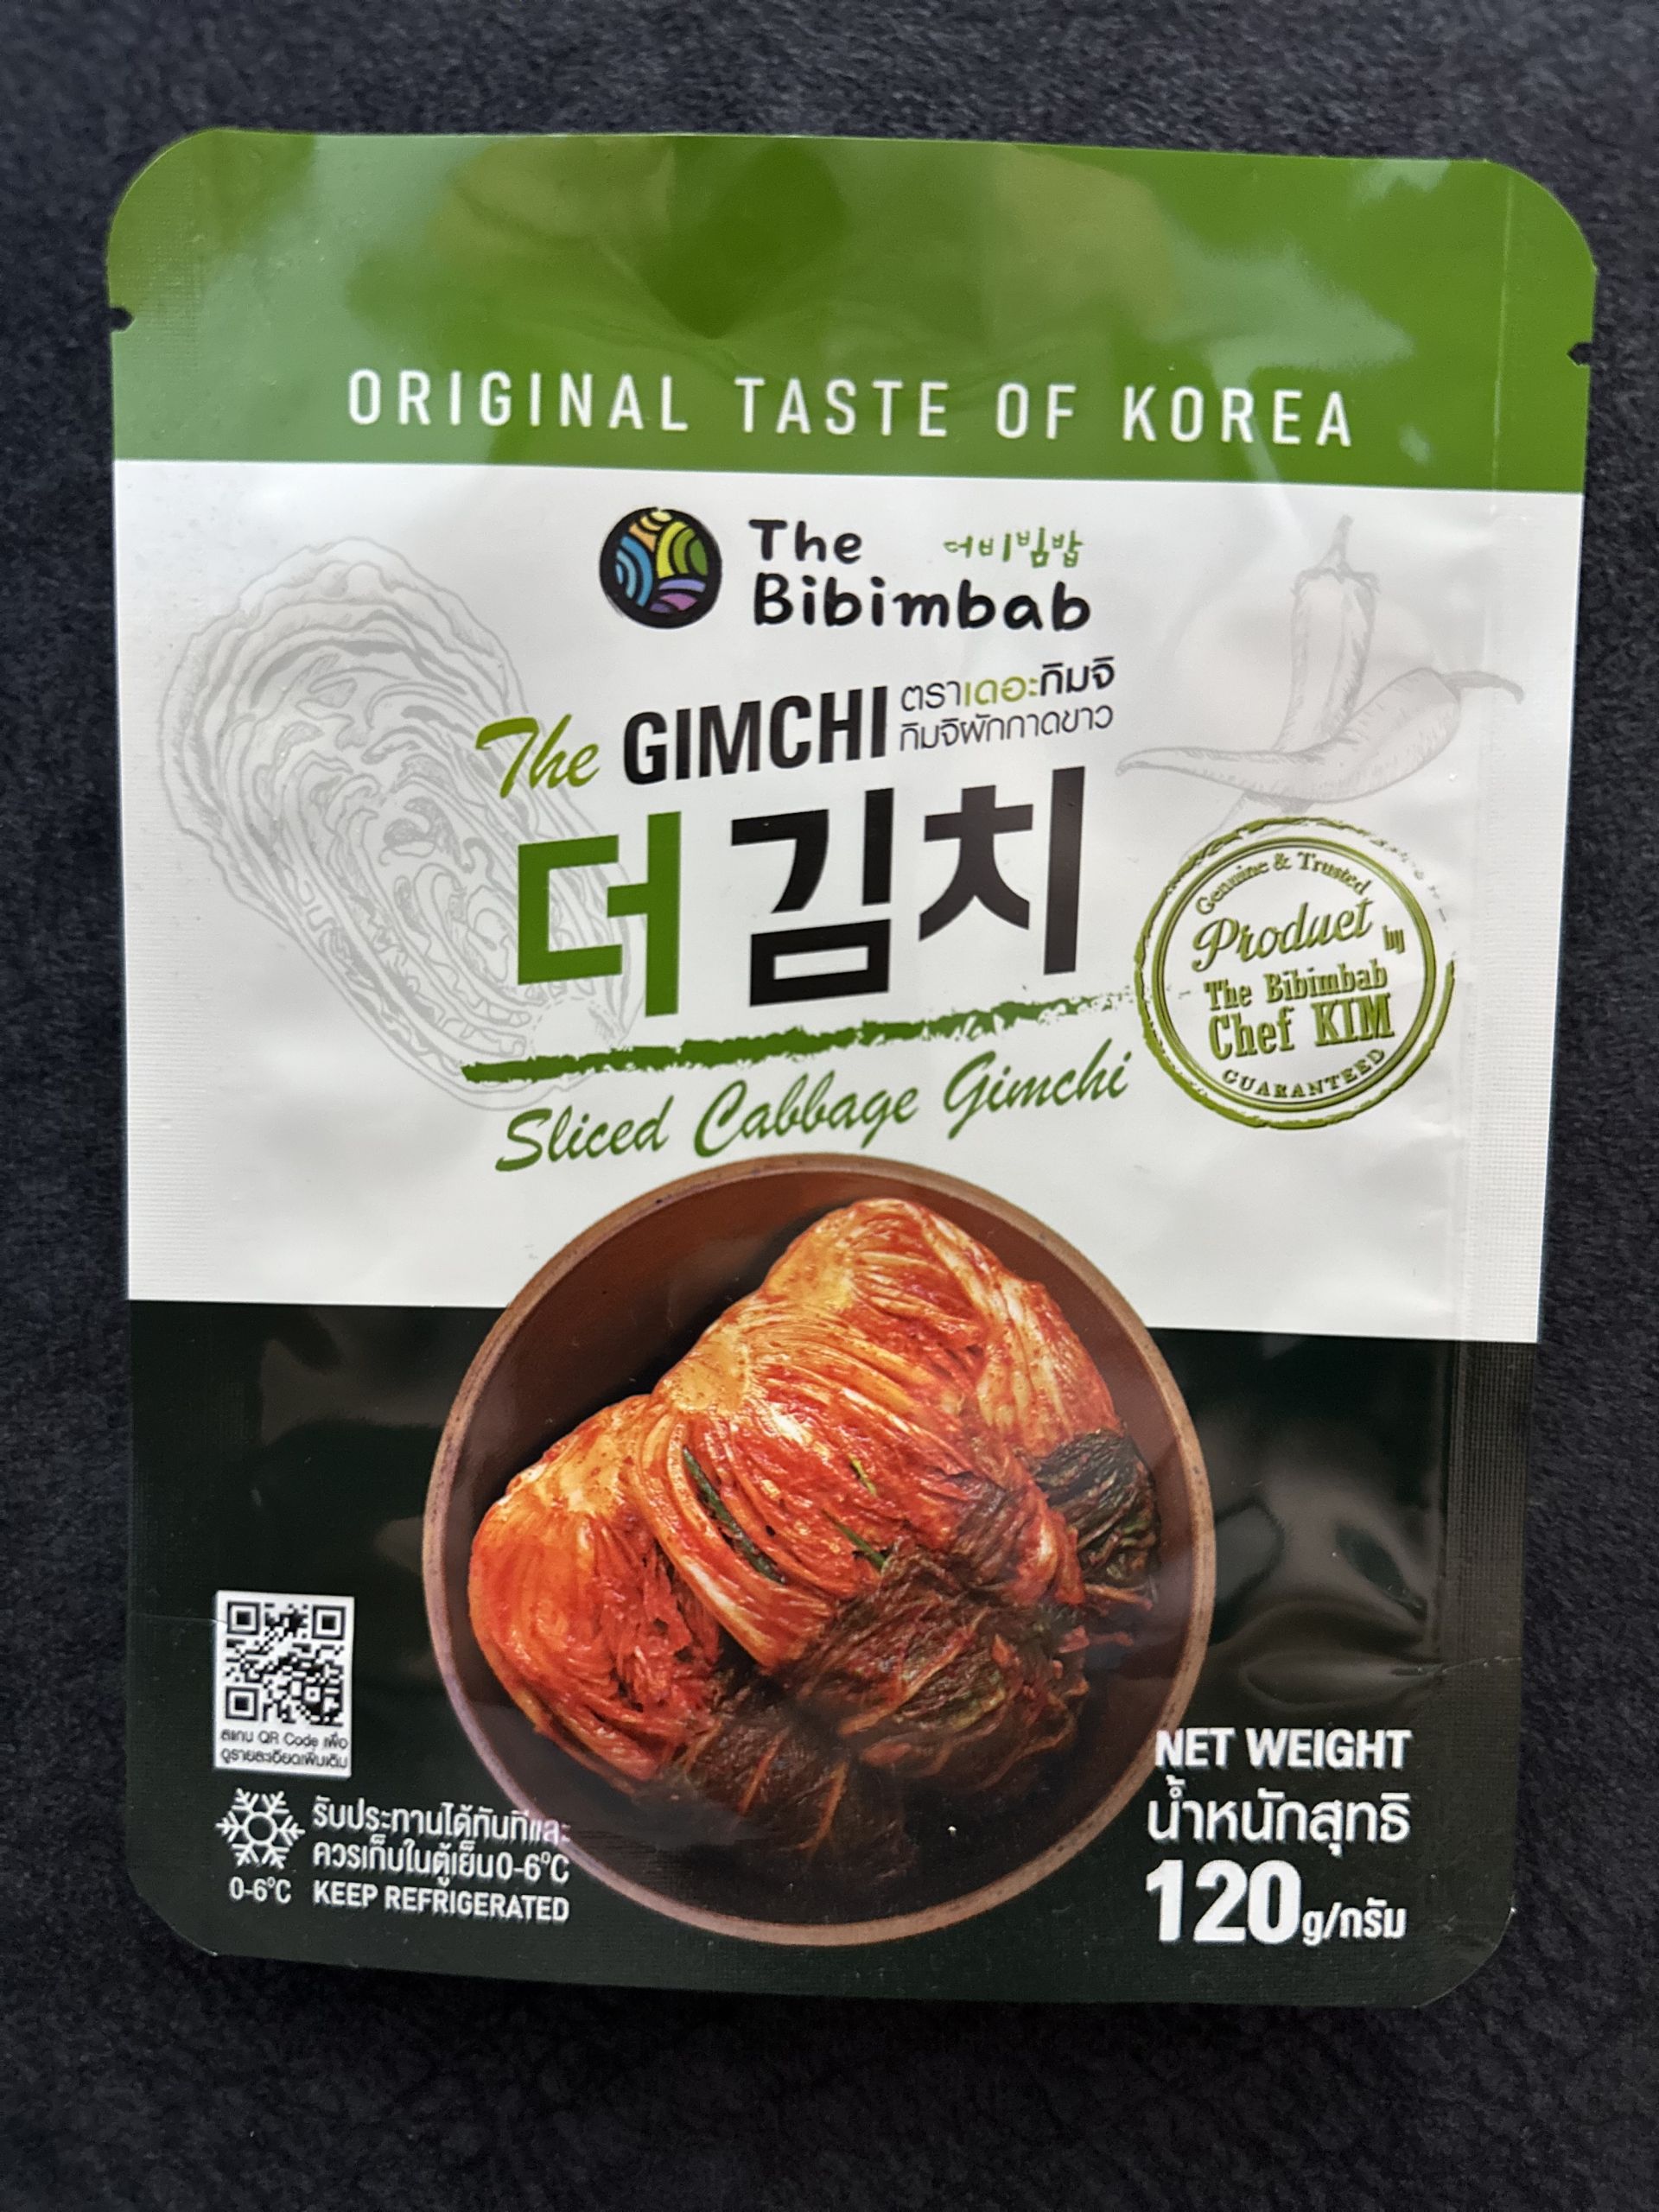 ORIGINAL TASTE OF KOREA
The 더비빔밥
Bibimbab
The GIMCHI ตราเดอะกิมจิ
กิมจิผักกาดขาว
더김치
Genuine & Trusted
Product by
The Bibimbab
Chef KIM
GUARANTEED
Sliced Cabbage Gimchi
สแกน QR Code เพื่อ
ดูรายละเอียดเพิ่มเติม
รับประทานได้ทันทีและ
ควรเก็บในตู้เย็น0-6°C
0-6°C KEEP REFRIGERATED
NET WEIGHT
น้ำหนักสุทธิ
120g/กรัม